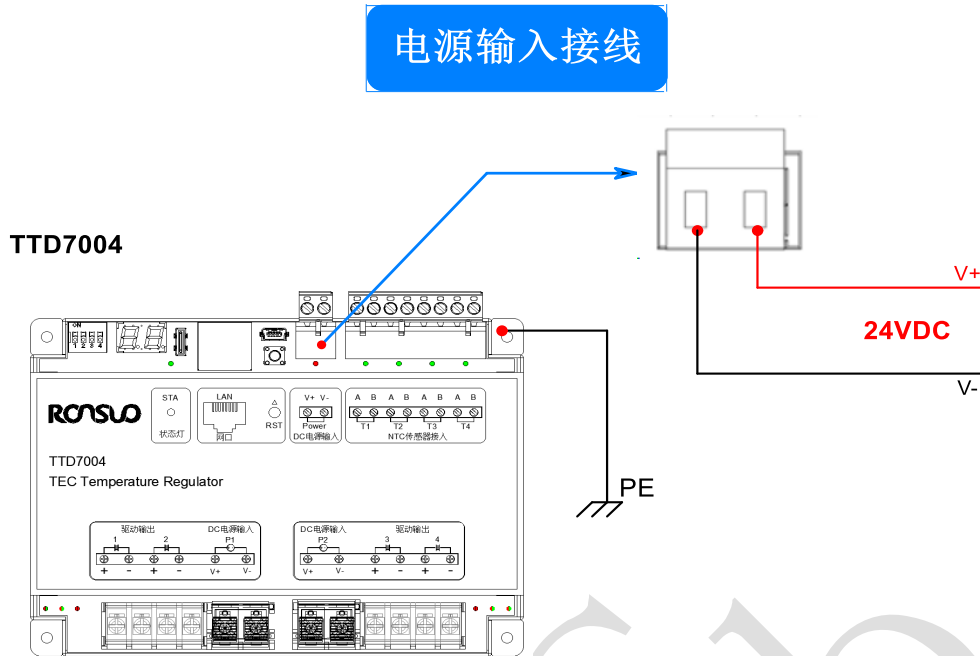 电源输入接线
TTD7004
V+
24VDC
V-
PE
ON
1 2 3 4
RONSUO
STA
状态灯
LAN
网口
RST
V+ V-
Power
DC电源输入
A B A B A B A B
T1 T2 T3 T4
NTC传感器接入
TTD7004
TEC Temperature Regulator
驱动输出 DC电源输入
1 2 P1
+ - + - V+ V-
DC电源输入 驱动输出
P2 3 4
V+ V- + - + -